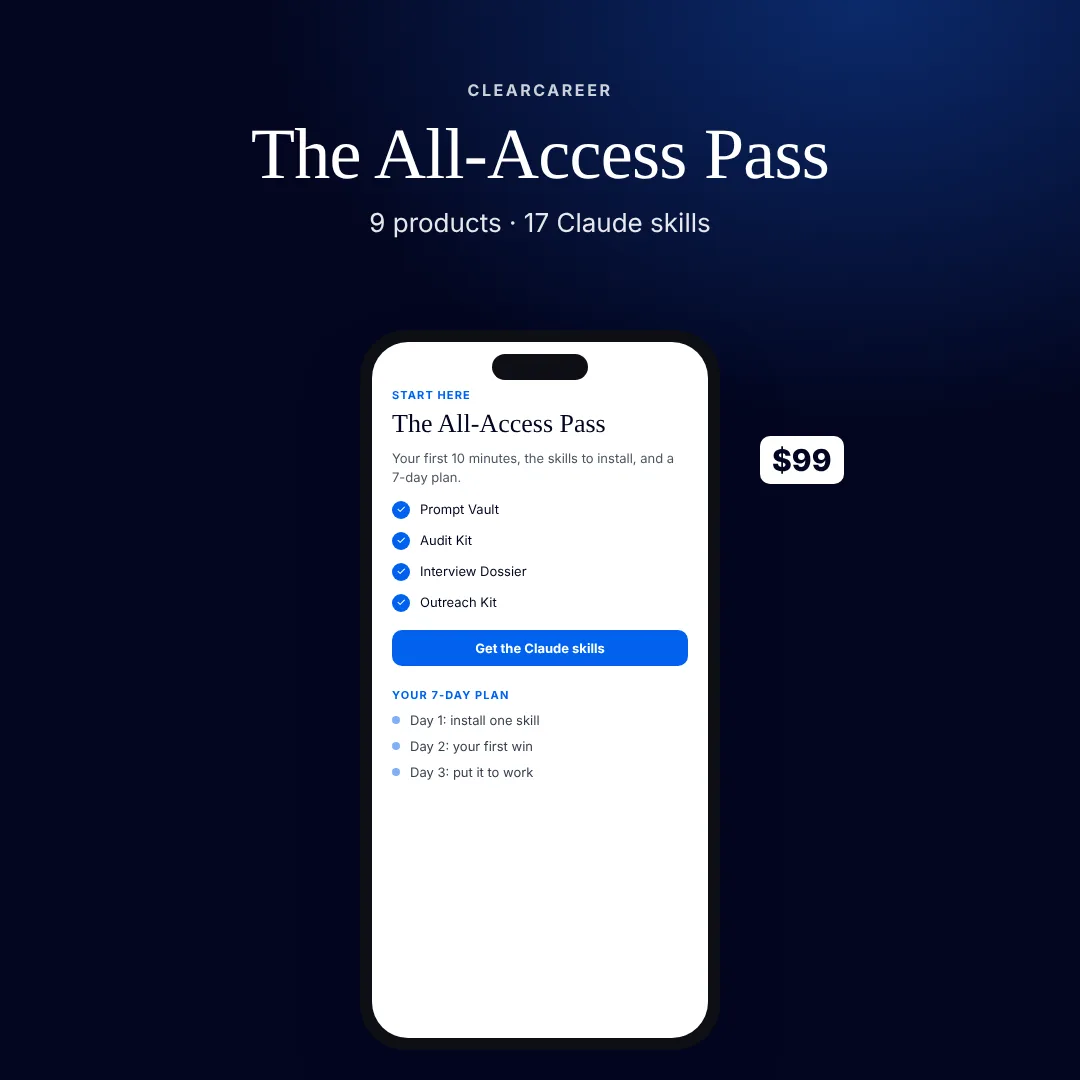 CLEARCAREER
The All-Access Pass
9 products · 17 Claude skills
START HERE
The All-Access Pass
Your first 10 minutes, the skills to install, and a
7-day plan.
$99
Prompt Vault
Audit Kit
Interview Dossier
Outreach Kit
Get the Claude skills
YOUR 7-DAY PLAN
Day 1: install one skill
Day 2: your first win
Day 3: put it to work